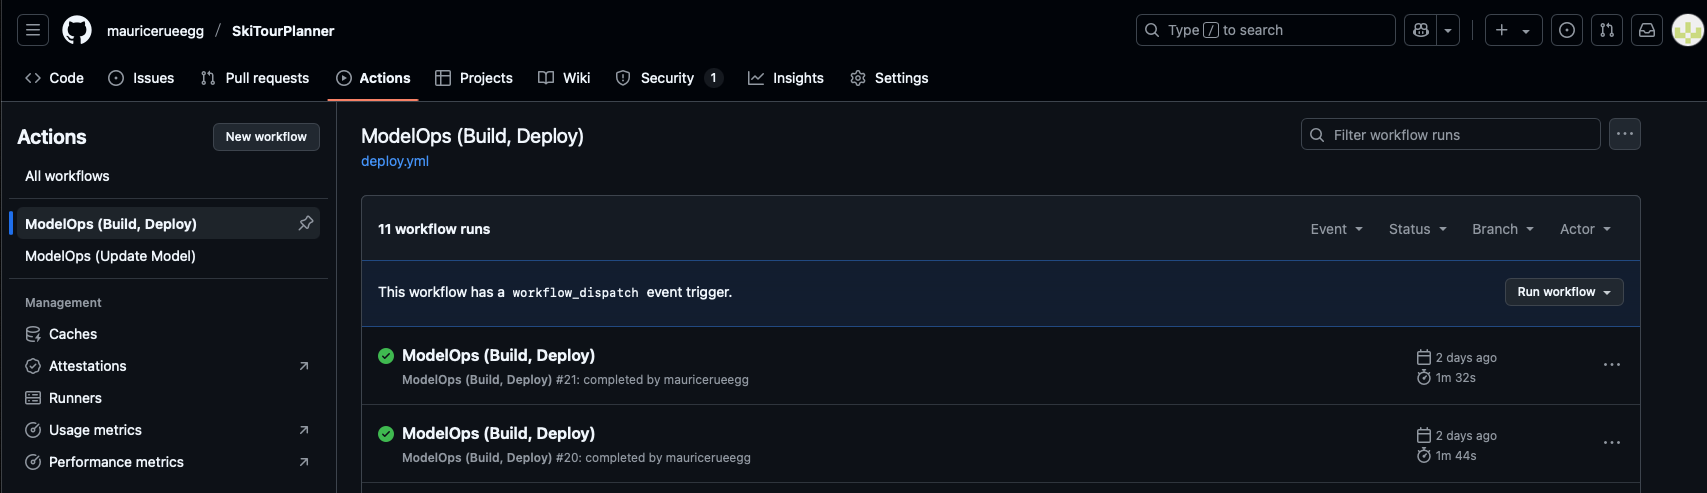 mauricerueegg / SkiTourPlanner
Type / to search
Code Issues Pull requests Actions Projects Wiki Security 1 Insights Settings
Actions
New workflow
All workflows
ModelOps (Build, Deploy)
ModelOps (Update Model)
Management
Caches
Attestations
Runners
Usage metrics
Performance metrics
ModelOps (Build, Deploy)
deploy.yml
Filter workflow runs
11 workflow runs
Event Status Branch Actor
This workflow has a workflow_dispatch event trigger.
Run workflow
ModelOps (Build, Deploy)
ModelOps (Build, Deploy) #21: completed by mauricerueegg
2 days ago
1m 32s
ModelOps (Build, Deploy)
ModelOps (Build, Deploy) #20: completed by mauricerueegg
2 days ago
1m 44s